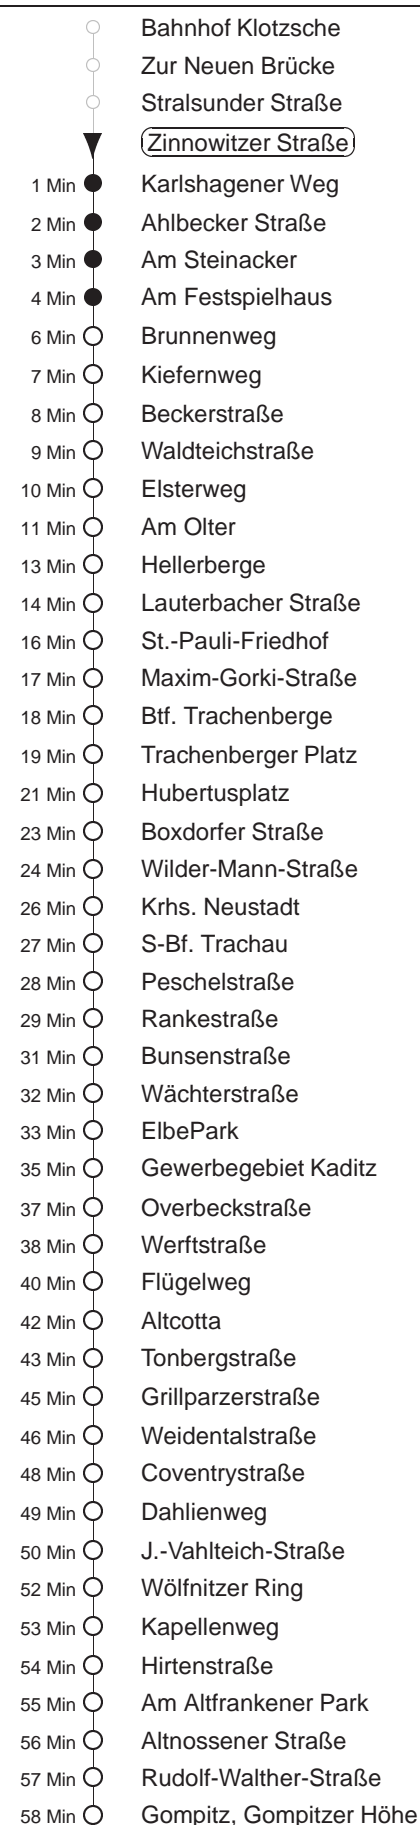 Bahnhof Klotzsche
Zur Neuen Brücke
Stralsunder Straße
Zinnowitzer Straße
1 Min Karlshagener Weg
2 Min Ahlbecker Straße
3 Min Am Steinacker
4 Min Am Festspielhaus
6 Min Brunnenweg
7 Min Kiefernweg
8 Min Beckerstraße
9 Min Waldteichstraße
10 Min Elsterweg
11 Min Am Olter
13 Min Hellerberge
14 Min Lauterbacher Straße
16 Min St.-Pauli-Friedhof
17 Min Maxim-Gorki-Straße
18 Min Btf. Trachenberge
19 Min Trachenberger Platz
21 Min Hubertusplatz
23 Min Boxdorfer Straße
24 Min Wilder-Mann-Straße
26 Min Krhs. Neustadt
27 Min S-Bf. Trachau
28 Min Peschelstraße
29 Min Rankestraße
31 Min Bunsenstraße
32 Min Wächterstraße
33 Min ElbePark
35 Min Gewerbegebiet Kaditz
37 Min Overbeckstraße
38 Min Werftstraße
40 Min Flügelweg
42 Min Altcotta
43 Min Tonbergstraße
45 Min Grillparzerstraße
46 Min Weidentalstraße
48 Min Coventrystraße
49 Min Dahlienweg
50 Min J.-Vahlteich-Straße
52 Min Wölfnitzer Ring
53 Min Kapellenweg
54 Min Hirtenstraße
55 Min Am Altfrankener Park
56 Min Altnossener Straße
57 Min Rudolf-Walther-Straße
58 Min Gompitz, Gompitzer Höhe